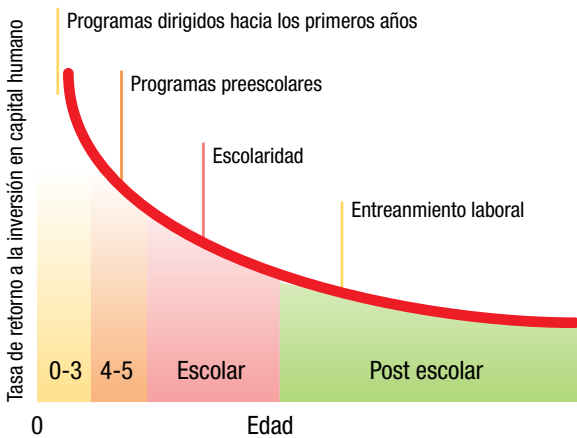 Tasa de retorno a la inversión en capital humano
Programas dirigidos hacia los primeros años
Programas preescolares
Escolaridad
Entreanmiento laboral
0-3
4-5
Escolar
Post escolar
0
Edad